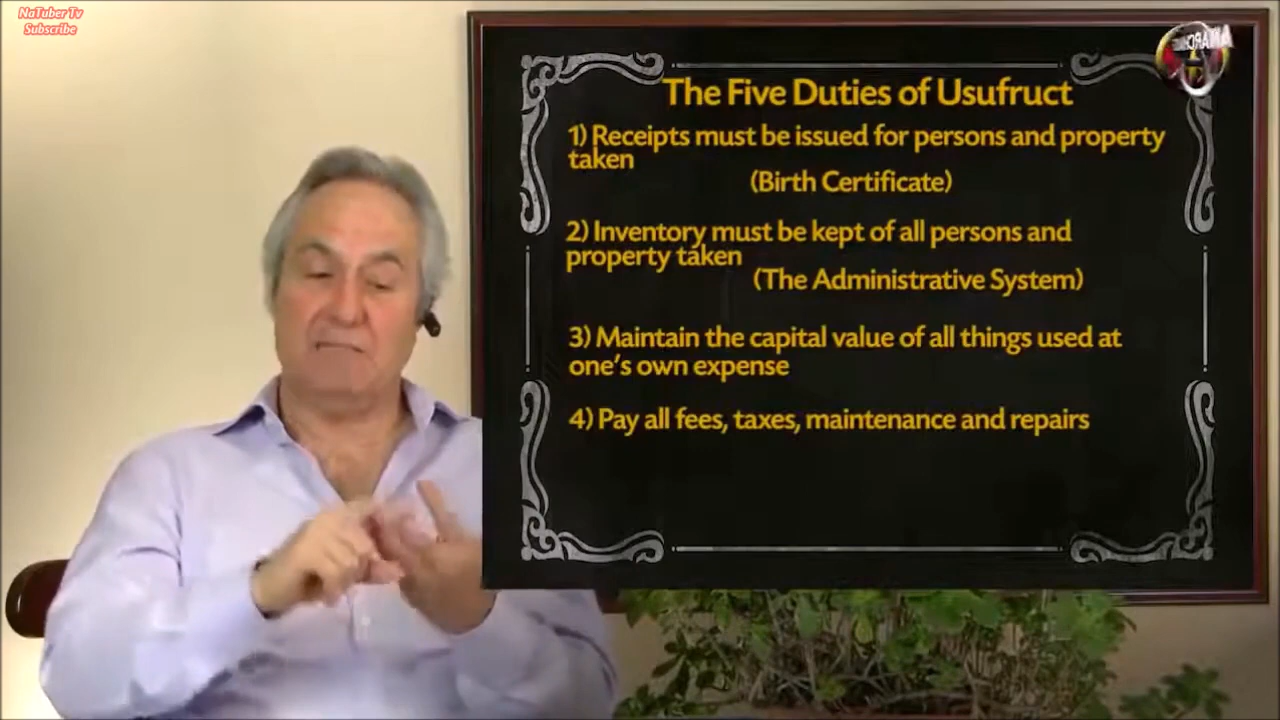 NaTuber Tv
Subscribe
The Five Duties of Usufruct
1) Receipts must be issued for persons and property
taken
(Birth Certificate)
2) Inventory must be kept of all persons and
property taken
(The Administrative System)
3) Maintain the capital value of all things used at
one's own expense
4) Pay all fees, taxes, maintenance and repairs